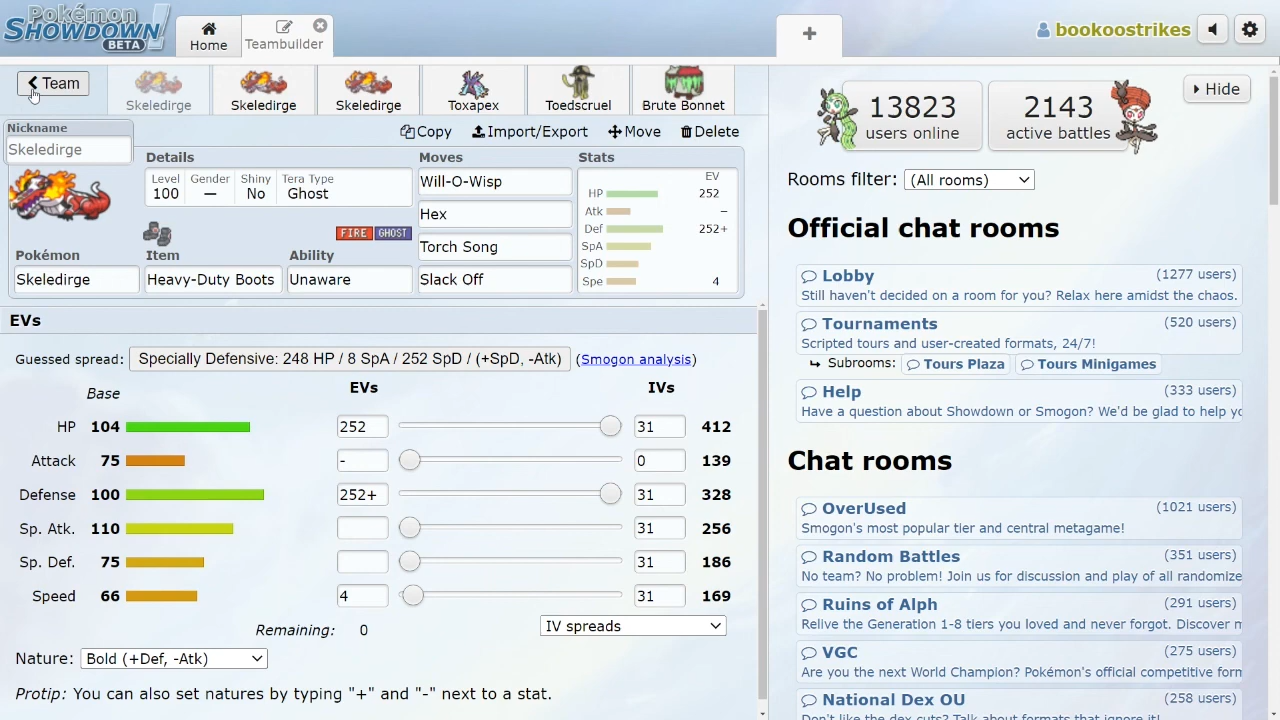 Pokémon
SHOWDOWN!
BETA
Home
Teambuilder
+
bookoostrikes
Team
Skeledirge
Skeledirge
Skeledirge
Toxapex
Toedscruel
Brute Bonnet
Copy
Import/Export
Move
Delete
Nickname
Skeledirge
Details
Level
100
Gender
—
Shiny
No
Tera Type
Ghost
FIRE
GHOST
Pokémon
Skeledirge
Item
Heavy-Duty Boots
Ability
Unaware
Moves
Will-O-Wisp
Hex
Torch Song
Slack Off
Stats
EV
HP 252
Atk –
Def 252+
SpA
SpD
Spe 4
EVs
Guessed spread: Specially Defensive: 248 HP / 8 SpA / 252 SpD / (+SpD, -Atk) (Smogon analysis)
Base EVs IVs
HP 104 252 31 412
Attack 75 - 0 139
Defense 100 252+ 31 328
Sp. Atk. 110 31 256
Sp. Def. 75 31 186
Speed 66 4 31 169
Remaining: 0
IV spreads
Nature: Bold (+Def, -Atk)
Protip: You can also set natures by typing "+" and "-" next to a stat.
13823
users online
2143
active battles
Hide
Rooms filter: (All rooms)
Official chat rooms
Lobby (1277 users)
Still haven't decided on a room for you? Relax here amidst the chaos.
Tournaments (520 users)
Scripted tours and user-created formats, 24/7!
Subrooms: Tours Plaza Tours Minigames
Help (333 users)
Have a question about Showdown or Smogon? We'd be glad to help yo
Chat rooms
OverUsed (1021 users)
Smogon's most popular tier and central metagame!
Random Battles (351 users)
No team? No problem! Join us for discussion and play of all randomize
Ruins of Alph (291 users)
Relive the Generation 1-8 tiers you loved and never forgot. Discover m
VGC (275 users)
Are you the next World Champion? Pokémon's official competitive form
National Dex OU (258 users)
Don't like the dex cuts? Talk about formats that ignore it!